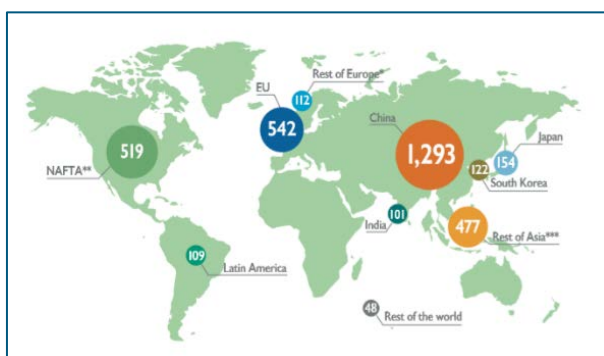 Rest of Europe*
112
EU
542
China
1,293
519
NAFTA**
Japan
154
122
South Korea
India
101
477
Rest of Asia***
109
Latin America
48
Rest of the world